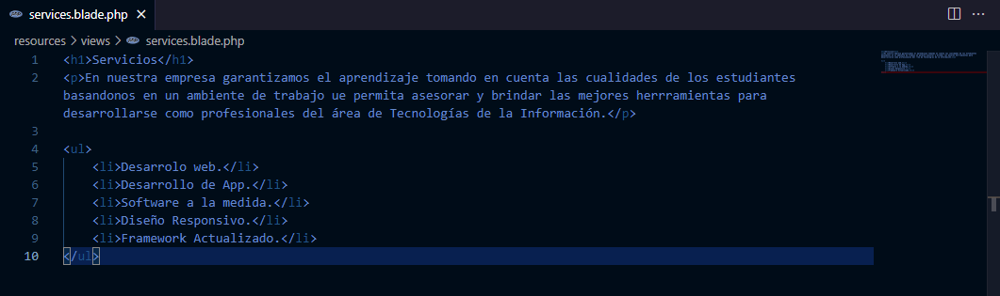 services.blade.php
resources > views > services.blade.php
1 <h1>Servicios</h1>
2 <p>En nuestra empresa garantizamos el aprendizaje tomando en cuenta las cualidades de los estudiantes
basandonos en un ambiente de trabajo ue permita asesorar y brindar las mejores herrramientas para
desarrollarse como profesionales del área de Tecnologías de la Información.</p>
3
4 <ul>
5 <li>Desarrolo web.</li>
6 <li>Desarrollo de App.</li>
7 <li>Software a la medida.</li>
8 <li>Diseño Responsivo.</li>
9 <li>Framework Actualizado.</li>
10 </ul>